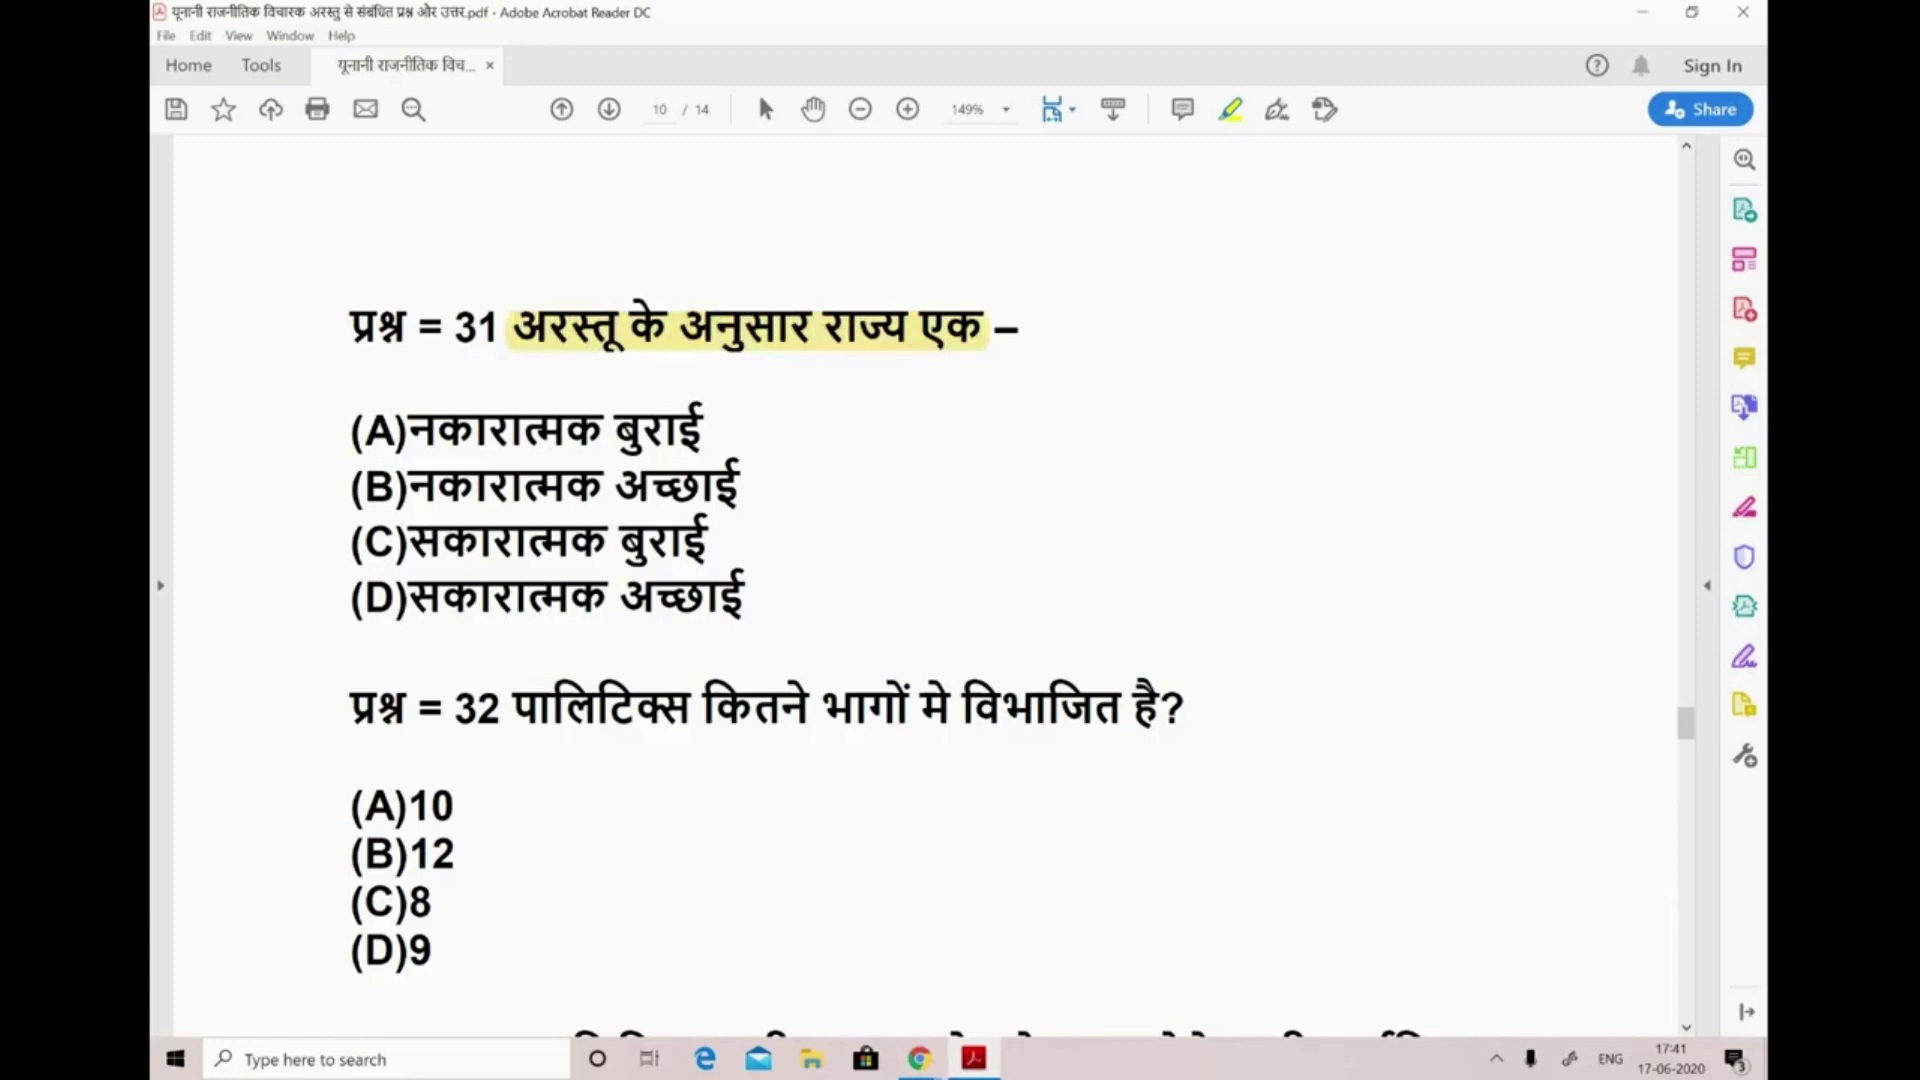 यूनानी राजनीतिक विचारक अरस्तु से संबंधित प्रश्न और उत्तर.pdf - Adobe Acrobat Reader DC
File Edit View Window Help
Home Tools यूनानी राजनीतिक विच... ×
Sign In
10 / 14 149% Share
प्रश्न = 31 अरस्तू के अनुसार राज्य एक –
(A)नकारात्मक बुराई
(B)नकारात्मक अच्छाई
(C)सकारात्मक बुराई
(D)सकारात्मक अच्छाई
प्रश्न = 32 पालिटिक्स कितने भागों मे विभाजित है?
(A)10
(B)12
(C)8
(D)9
Type here to search
ENG
17:41
17-06-2020
3